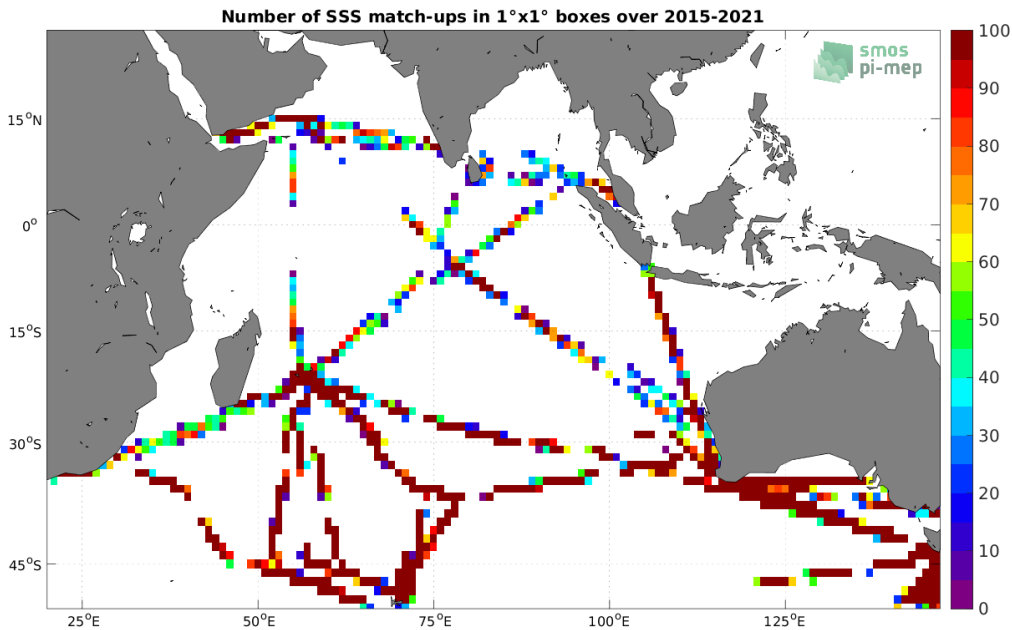 Number of SSS match-ups in 1°x1° boxes over 2015-2021
smos
pi-mep
15°N
0°
15°S
30°S
45°S
25°E
50°E
75°E
100°E
125°E
100
90
80
70
60
50
40
30
20
10
0